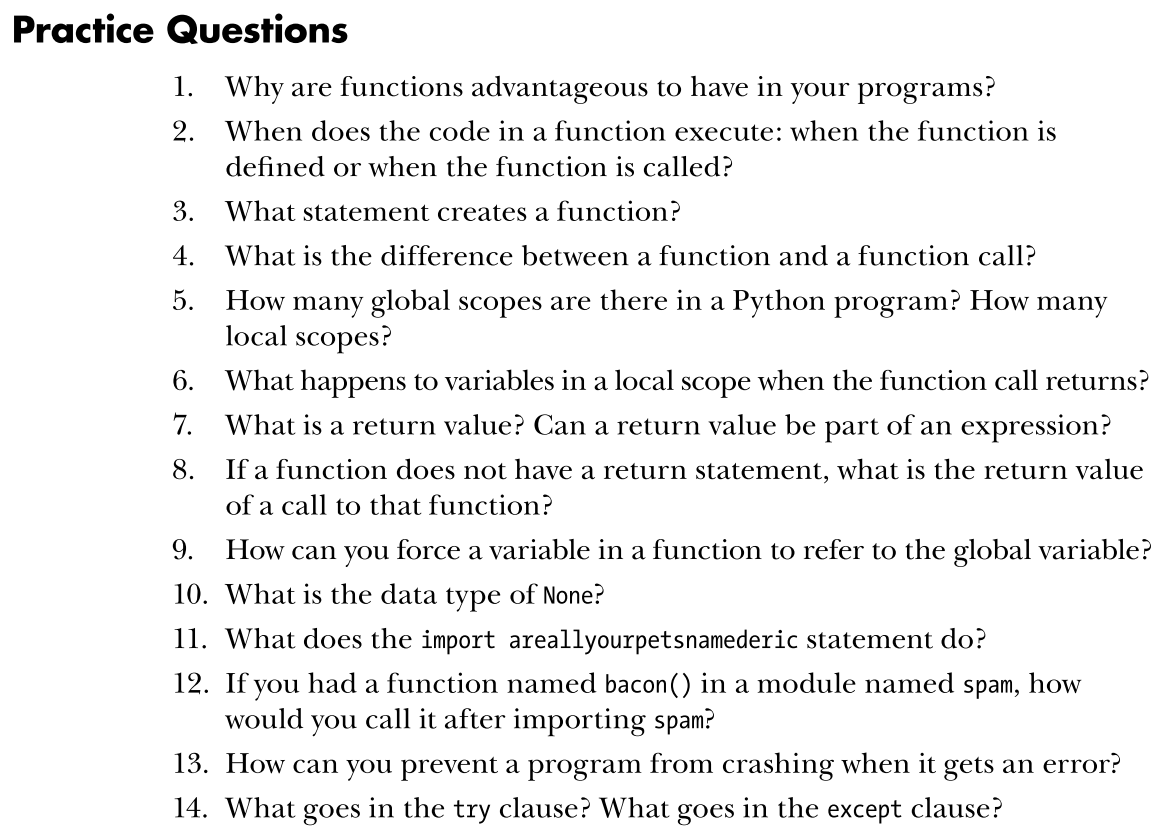 Practice Questions
1. Why are functions advantageous to have in your programs?
2. When does the code in a function execute: when the function is
defined or when the function is called?
3. What statement creates a function?
4. What is the difference between a function and a function call?
5. How many global scopes are there in a Python program? How many
local scopes?
6. What happens to variables in a local scope when the function call returns?
7. What is a return value? Can a return value be part of an expression?
8. If a function does not have a return statement, what is the return value
of a call to that function?
9. How can you force a variable in a function to refer to the global variable?
10. What is the data type of None?
11. What does the import areallyourpetsnamederic statement do?
12. If you had a function named bacon() in a module named spam, how
would you call it after importing spam?
13. How can you prevent a program from crashing when it gets an error?
14. What goes in the try clause? What goes in the except clause?